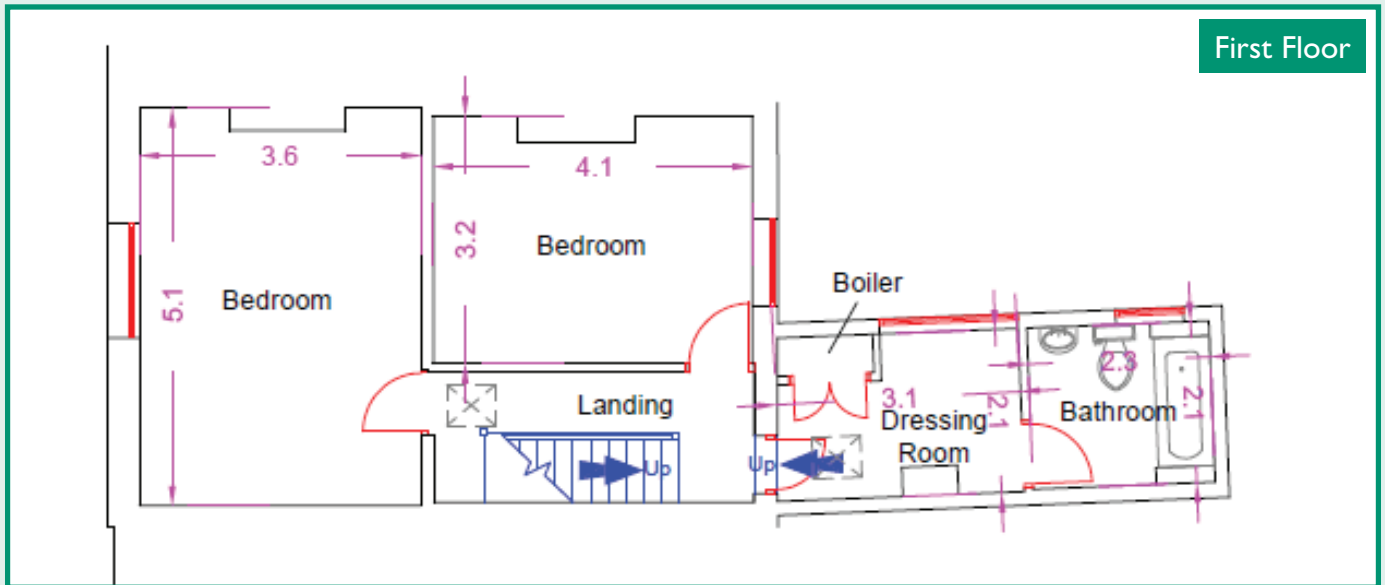 First Floor
3.6
5.1
Bedroom
4.1
3.2
Bedroom
Boiler
Landing
Up
Up
3.1
2.1
Dressing
Room
2.3
2.1
Bathroom